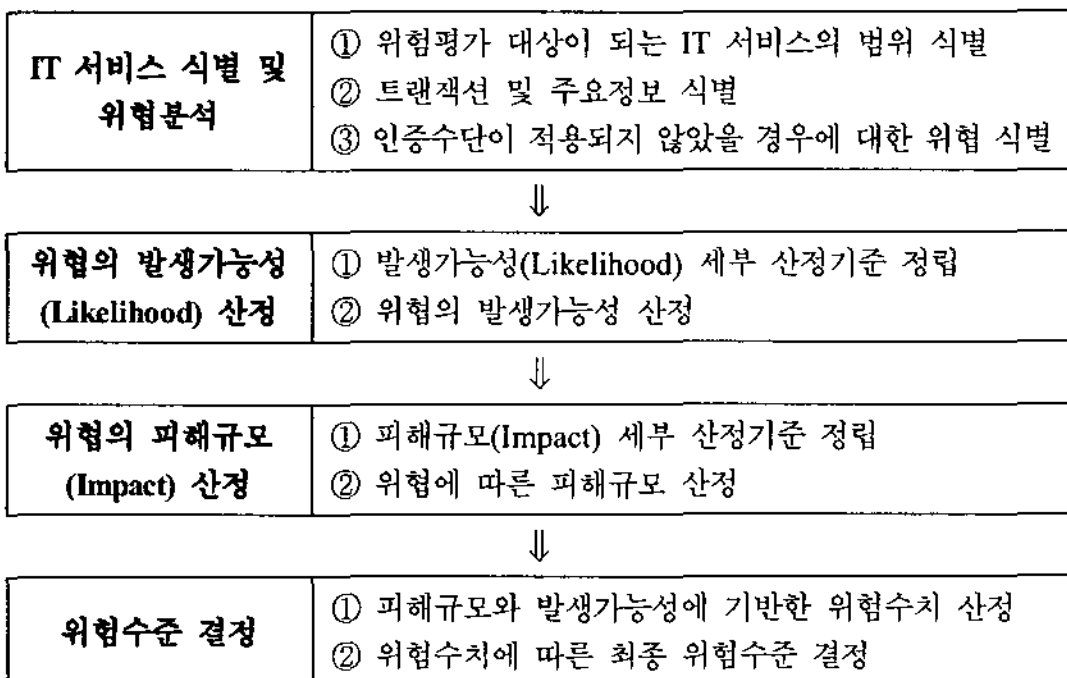 IT 서비스 식별 및
위협분석
① 위험평가 대상이 되는 IT 서비스의 범위 식별
② 트랜잭션 및 주요정보 식별
③ 인증수단이 적용되지 않았을 경우에 대한 위협 식별
⇓
위협의 발생가능성
(Likelihood) 산정
① 발생가능성(Likelihood) 세부 산정기준 정립
② 위협의 발생가능성 산정
⇓
위협의 피해규모
(Impact) 산정
① 피해규모(Impact) 세부 산정기준 정립
② 위협에 따른 피해규모 산정
⇓
위험수준 결정
① 피해규모와 발생가능성에 기반한 위험수치 산정
② 위험수치에 따른 최종 위험수준 결정